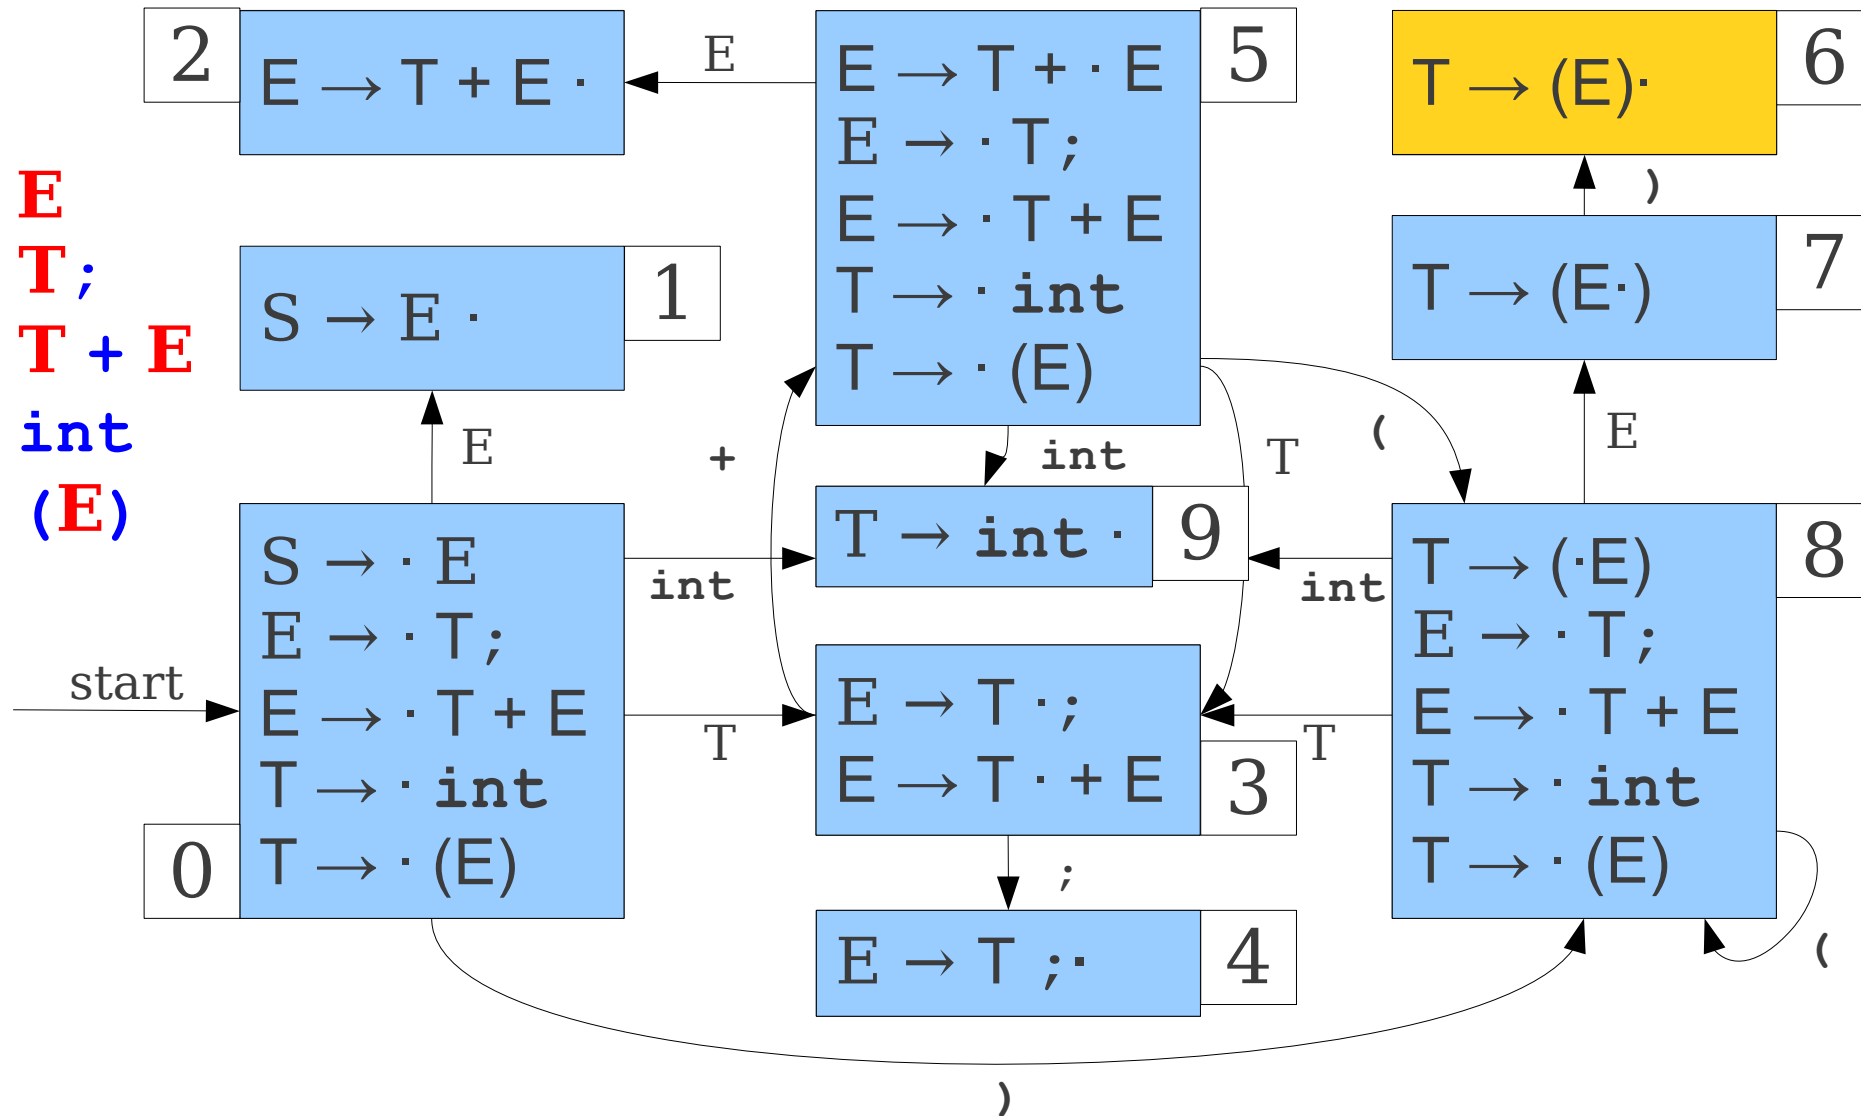 E
T ;
T + E
int
(E)
2
E → T + E ·
E
5
E → T + · E
E → · T ;
E → · T + E
T → · int
T → · (E)
6
T → (E)·
)
7
T → (E·)
E
1
S → E ·
E
+
int
T
(
9
T → int ·
int
int
8
T → (·E)
E → · T ;
E → · T + E
T → · int
T → · (E)
start
0
S → · E
E → · T ;
E → · T + E
T → · int
T → · (E)
T
3
E → T · ;
E → T · + E
T
;
4
E → T ;·
(
)